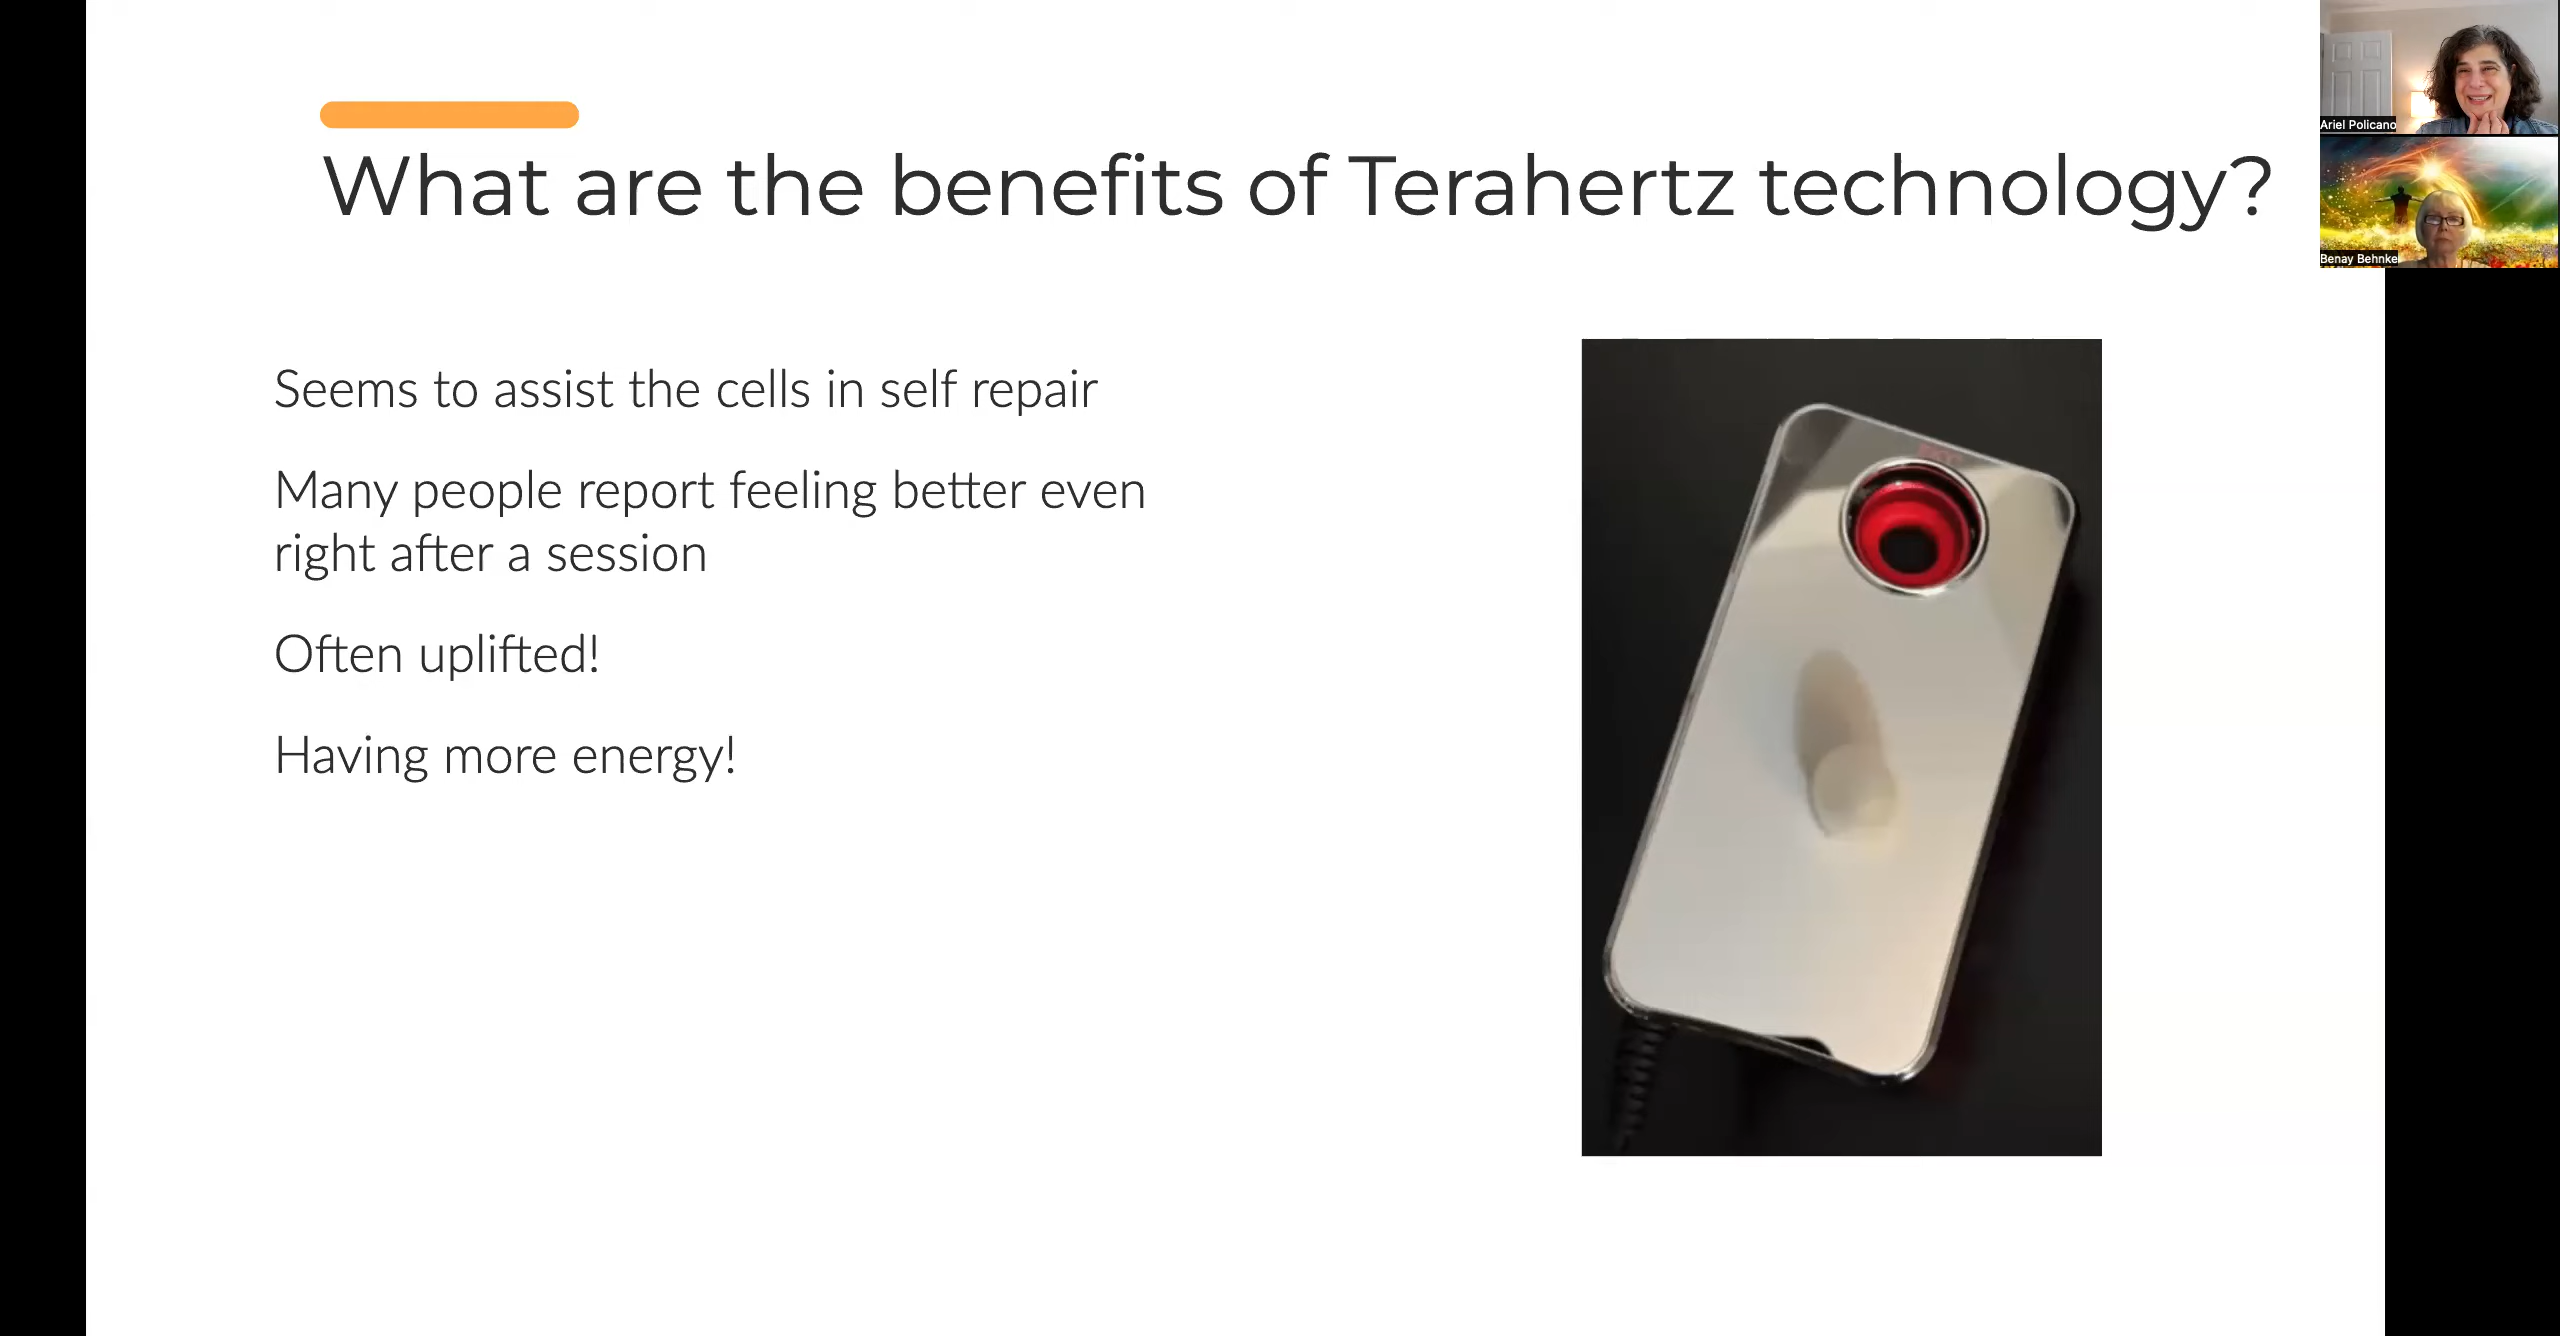 What are the benefits of Terahertz technology?
Seems to assist the cells in self repair
Many people report feeling better even
right after a session
Often uplifted!
Having more energy!
Ariel Policano
Benay Behnke